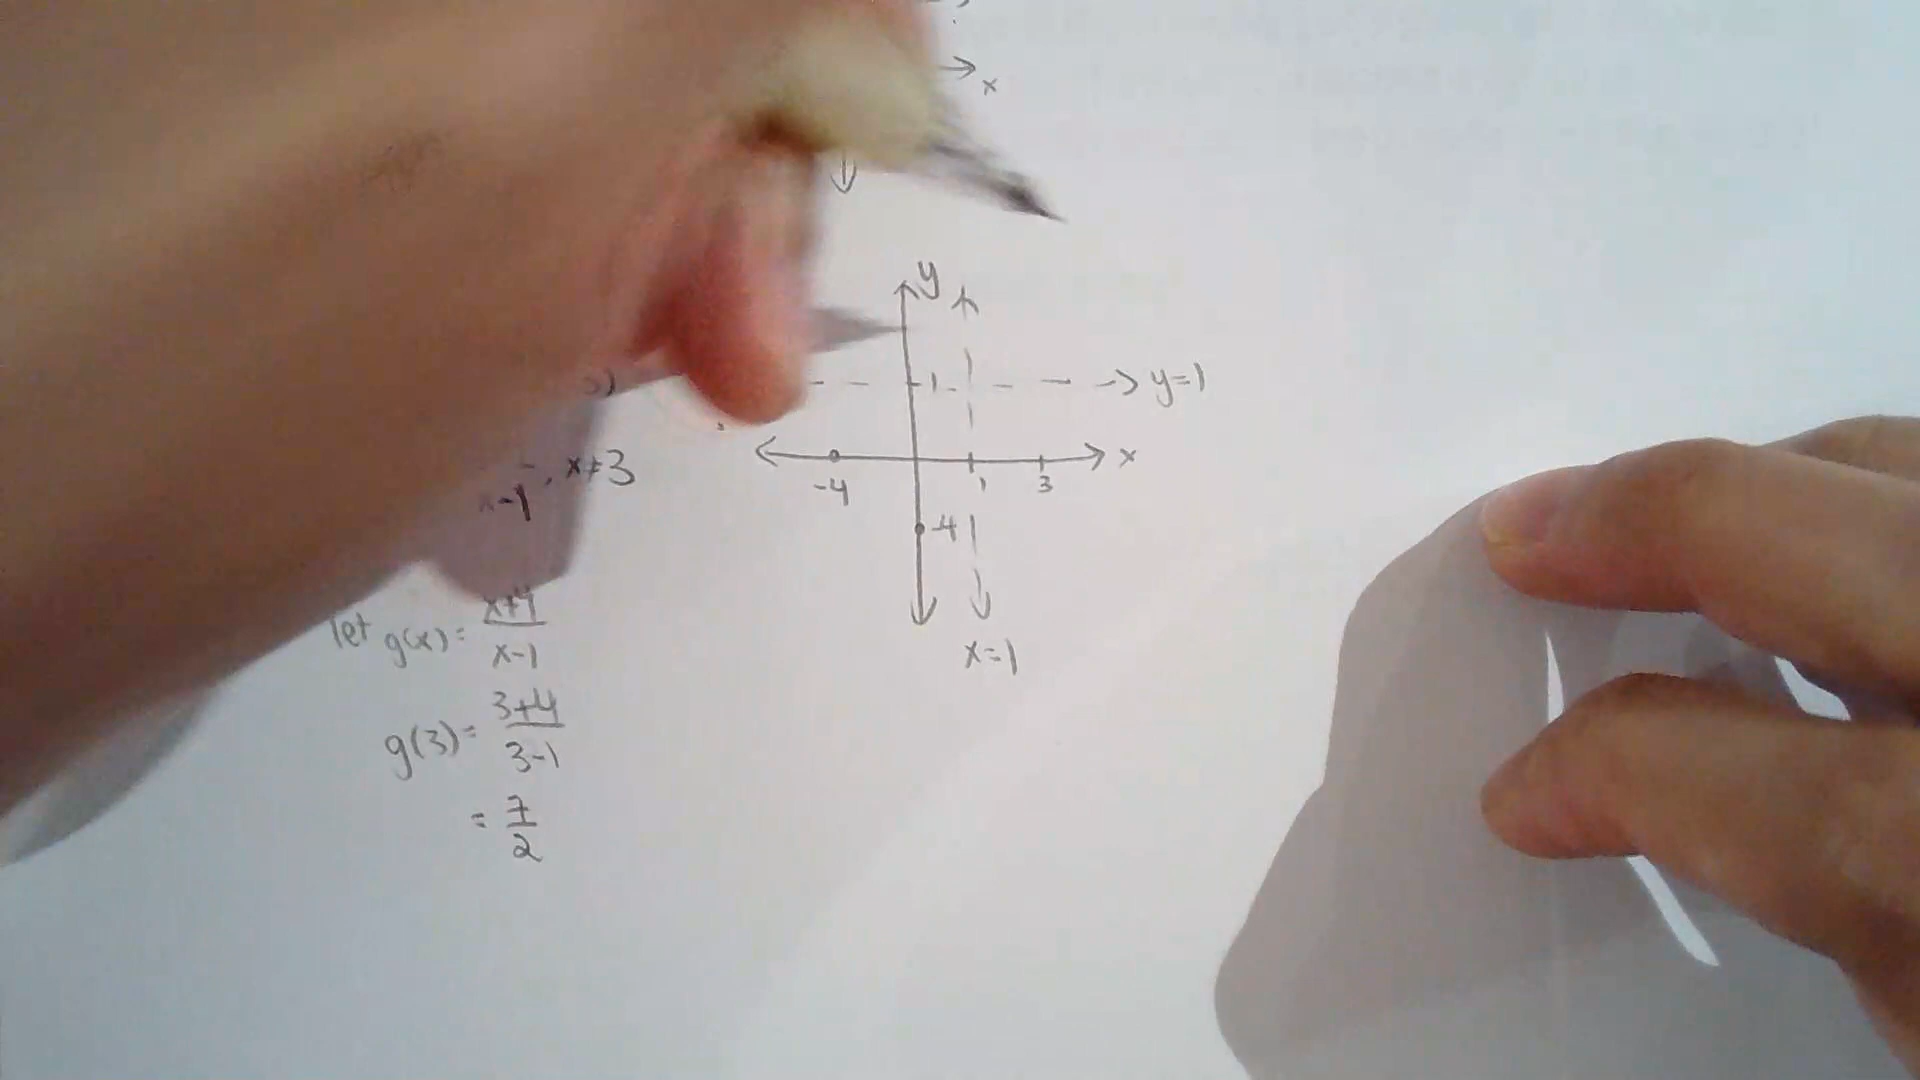 x
y
1
y=1
, x≠3
x-1
x
-4
1
3
-4
let g(x) = x+4
x-1
x=1
g(3) = 3+4
3-1
= 7
2